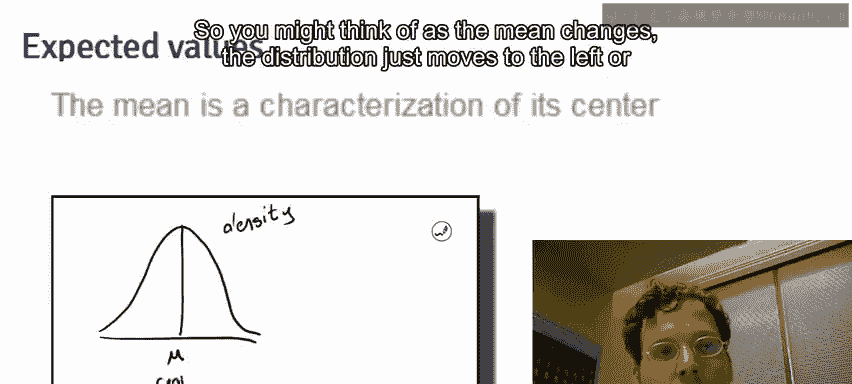 So you might think of as the mean changes,
Expected values
the distribution just moves to the left or
The mean is a characterization of its center
density
μ